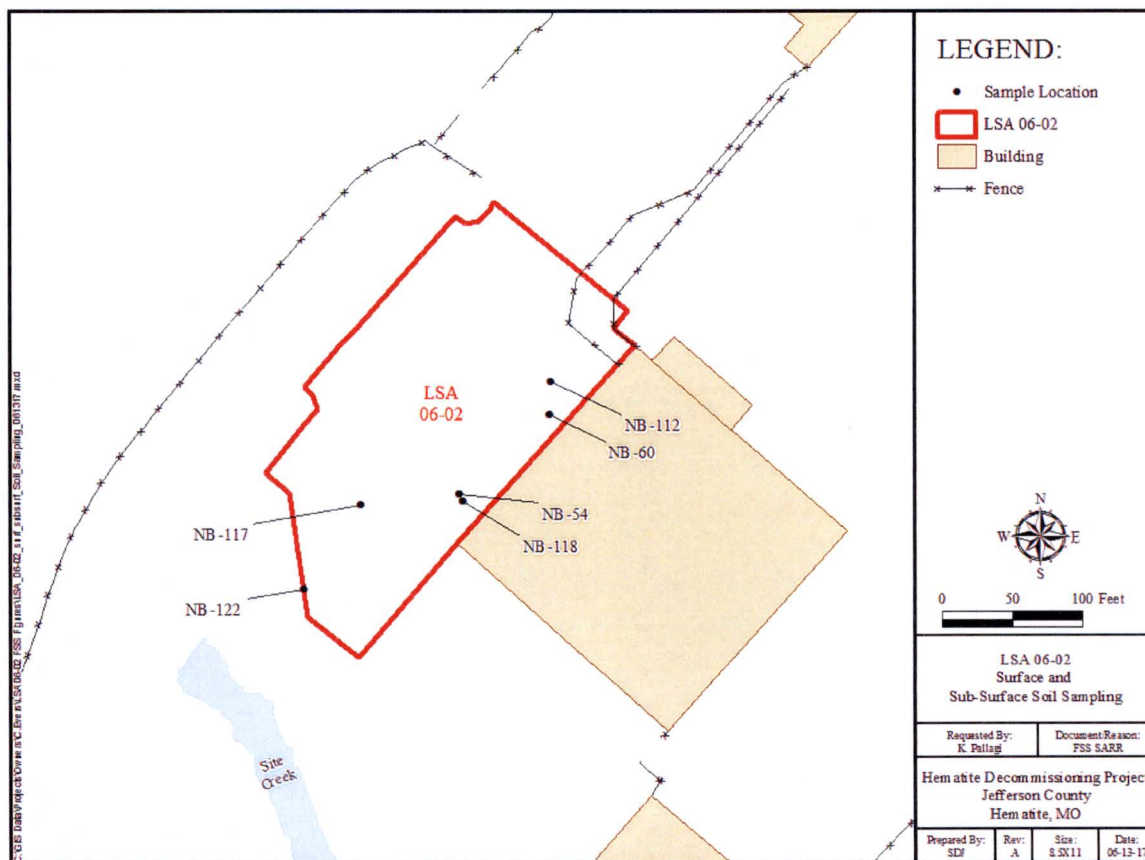 LSA
06-02
NB-112
NB-60
NB-54
NB-118
NB-117
NB-122
Site
Creek
LEGEND:
Sample Location
LSA 06-02
Building
Fence
N
W E
S
0 50 100 Feet
LSA 06-02
Surface and
Sub-Surface Soil Sampling
Requested By:
K. Pallagi
Document/Reason:
FSS SARR
Hematite Decommissioning Project
Jefferson County
Hematite, MO
Prepared By:
SDJ
Rev:
A
Size:
8.5X11
Date:
06-13-17